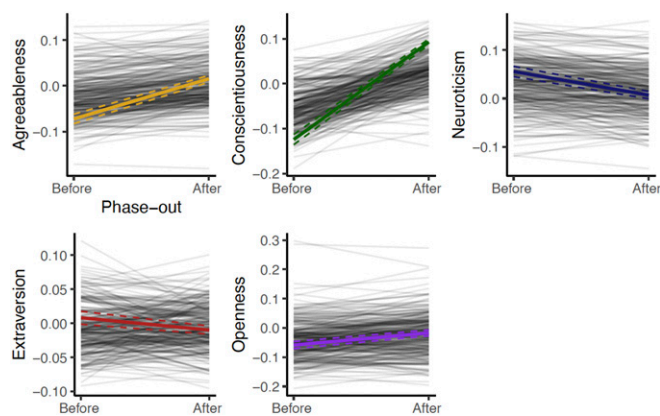 Agreeableness
0.1
0.0
−0.1
Before
After
Phase-out
Conscientiousness
0.1
0.0
−0.1
−0.2
Before
After
Neuroticism
0.1
0.0
−0.1
Before
After
Extraversion
0.10
0.05
0.00
−0.05
−0.10
Before
After
Openness
0.3
0.2
0.1
0.0
−0.1
−0.2
Before
After